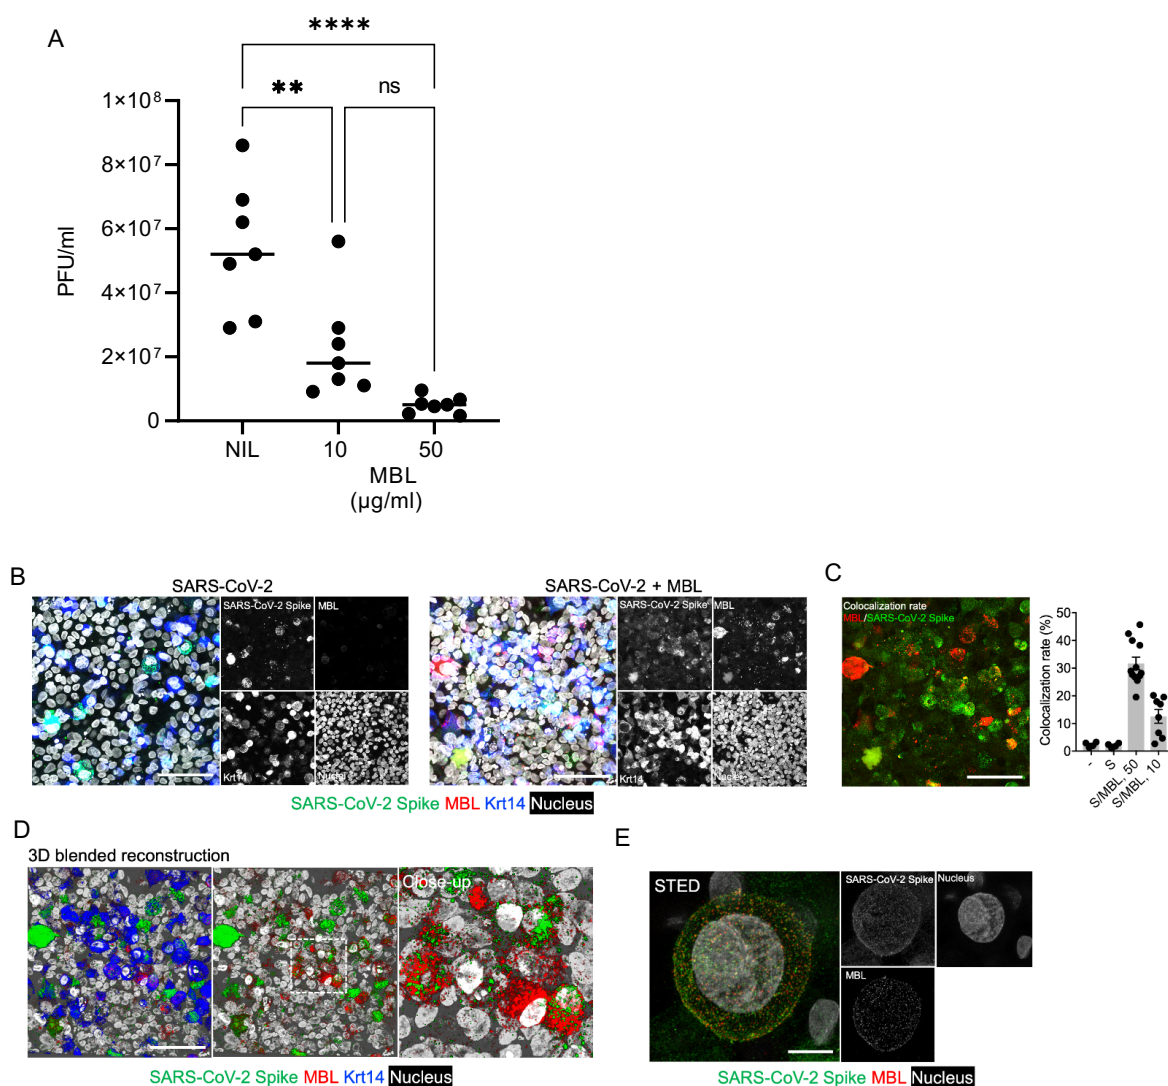 A
****
**
ns
1×10⁸
8×10⁷
6×10⁷
4×10⁷
2×10⁷
0
PFU/ml
NIL
10
50
MBL
(µg/ml)
B
SARS-CoV-2
SARS-CoV-2 Spike
MBL
Krt14
Nuclei
SARS-CoV-2 + MBL
SARS-CoV-2 Spike
MBL
Krt14
Nuclei
SARS-CoV-2 Spike MBL Krt14 Nucleus
C
Colocalization rate
MBL/SARS-CoV-2 Spike
Colocalization rate (%)
50
40
30
20
10
0
-
S
S/MBL, 50
S/MBL, 10
D
3D blended reconstruction
Close-up
SARS-CoV-2 Spike MBL Krt14 Nucleus
E
STED
SARS-CoV-2 Spike
Nucleus
MBL
SARS-CoV-2 Spike MBL Nucleus